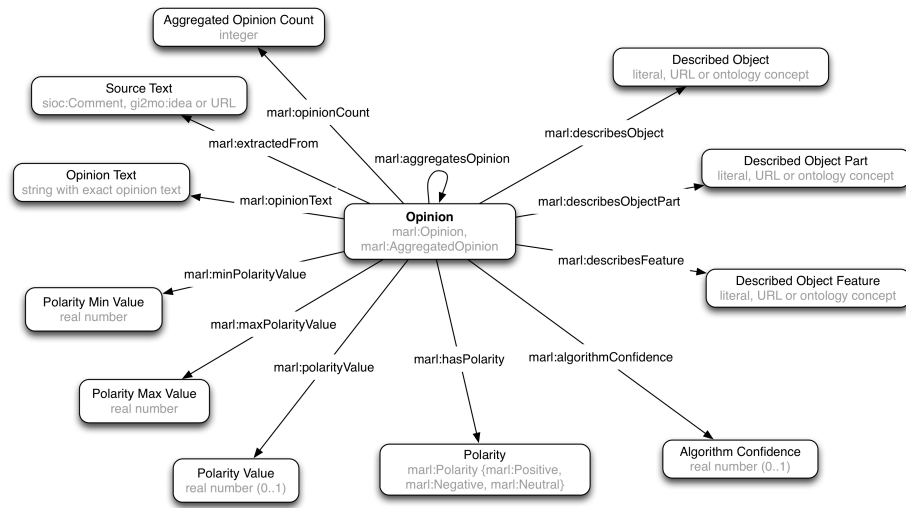 Aggregated Opinion Count
integer
Described Object
literal, URL or ontology concept
Source Text
sioc:Comment, gi2mo:idea or URL
marl:opinionCount
marl:describesObject
marl:extractedFrom
marl:aggregatesOpinion
Described Object Part
literal, URL or ontology concept
Opinion Text
string with exact opinion text
marl:opinionText
marl:describesObjectPart
Opinion
marl:Opinion,
marl:AggregatedOpinion
marl:describesFeature
marl:minPolarityValue
Described Object Feature
literal, URL or ontology concept
Polarity Min Value
real number
marl:maxPolarityValue
marl:polarityValue
marl:hasPolarity
marl:algorithmConfidence
Polarity Max Value
real number
Polarity
marl:Polarity {marl:Positive,
marl:Negative, marl:Neutral}
Algorithm Confidence
real number (0..1)
Polarity Value
real number (0..1)